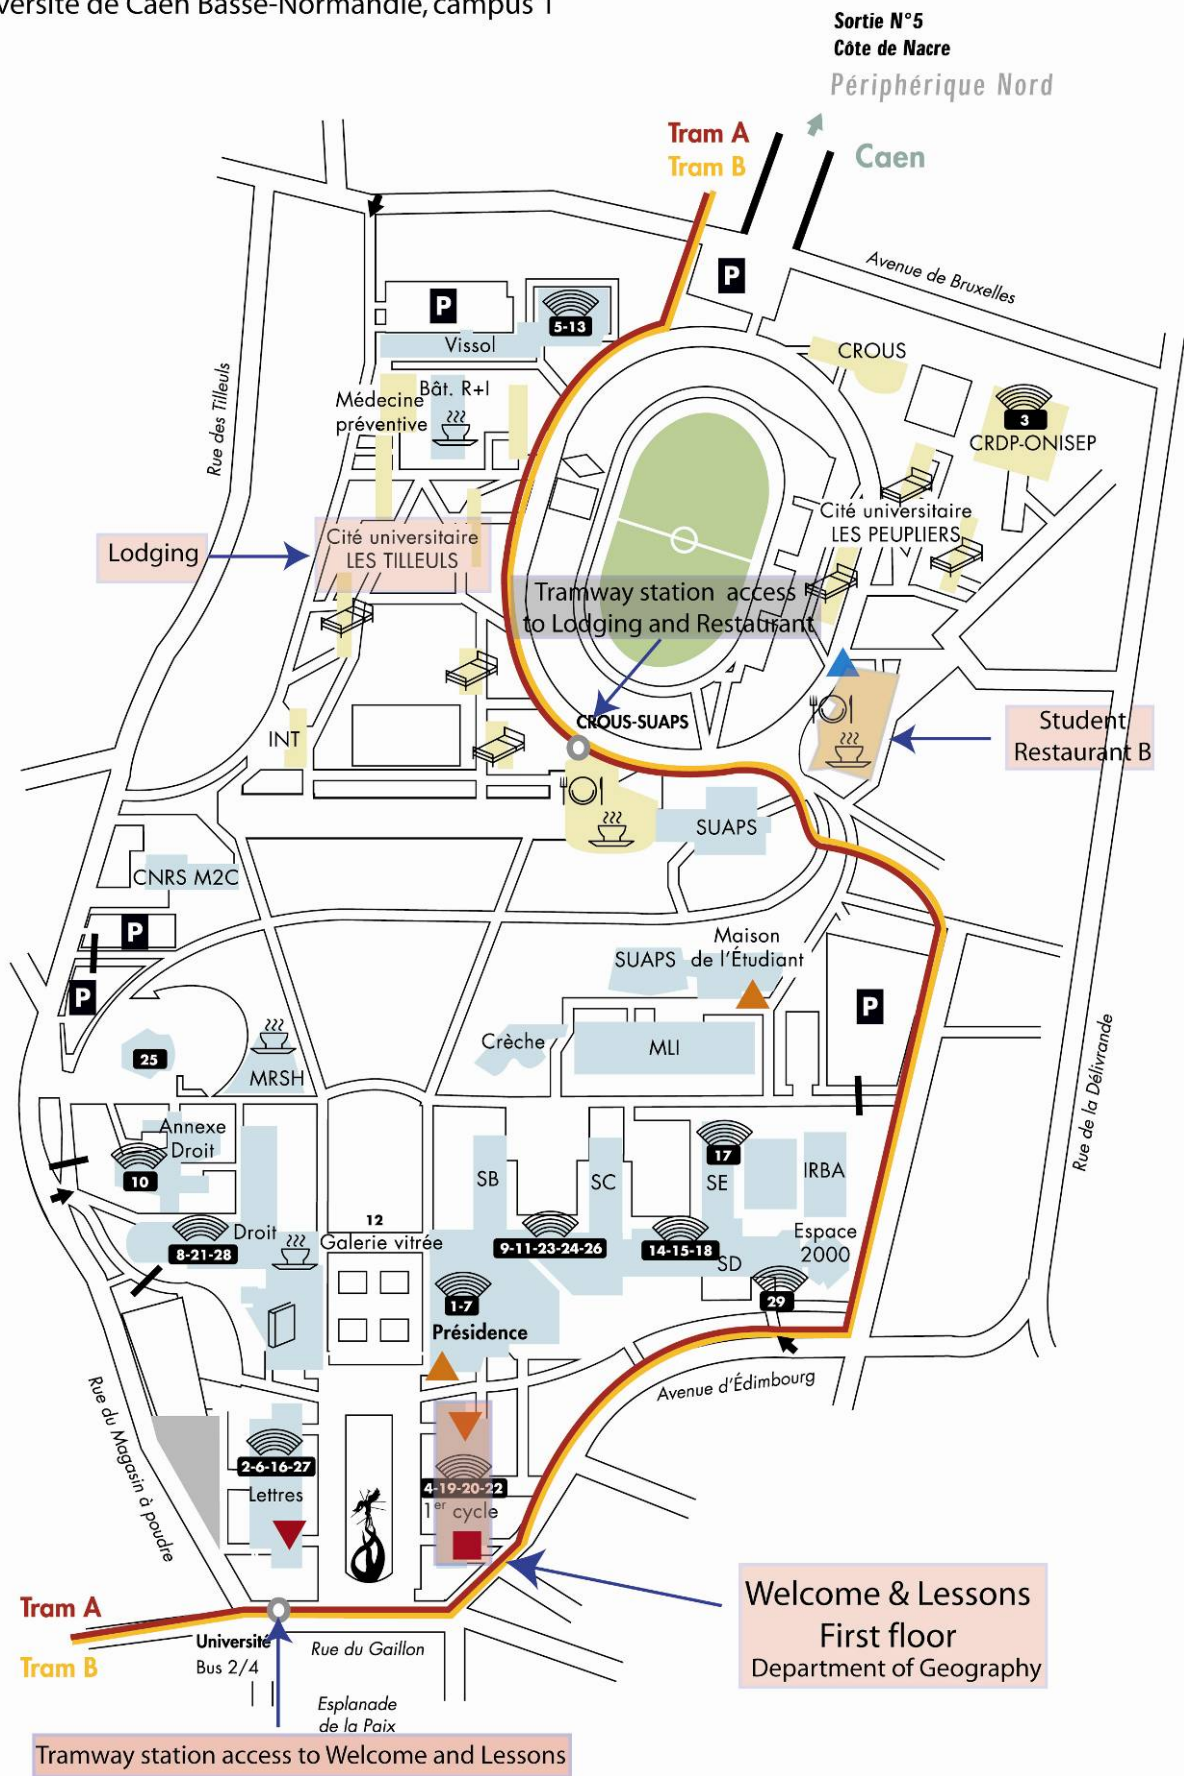 versité de Caen Basse-Normandie, campus 1
Sortie N°5
Côte de Nacre
Périphérique Nord
Tram A
Tram B
Caen
Avenue de Bruxelles
P
P
5-13
Vissol
CROUS
Rue des Tilleuls
Médecine
préventive
Bât. R+I
3
CRDP-ONISEP
Lodging
Cité universitaire
LES TILLEULS
Cité universitaire
LES PEUPLIERS
Tramway station access
to Lodging and Restaurant
CROUS-SUAPS
INT
Student
Restaurant B
SUAPS
CNRS M2C
P
P
SUAPS
Maison
de l'Étudiant
P
Crèche
MLI
25
MRSH
Rue de la Délivrande
Annexe
Droit
10
17
SB
SC
SE
IRBA
12
Galerie vitrée
8-21-28
Droit
9-11-23-24-26
14-15-18
SD
Espace
2000
29
1-7
Présidence
Avenue d'Édimbourg
Rue du Magasin à poudre
2-6-16-27
Lettres
4-19-20-22
1er cycle
Welcome & Lessons
First floor
Department of Geography
Tram A
Tram B
Université
Bus 2/4
Rue du Gaillon
Esplanade
de la Paix
Tramway station access to Welcome and Lessons